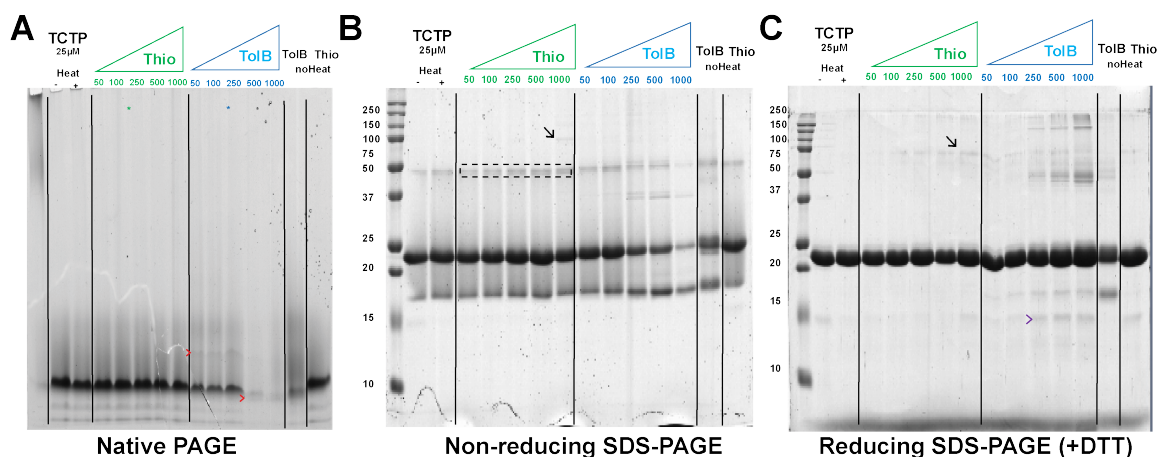 A
TCTP
25µM
Heat
- +
Thio
50 100 250 500 1000
TolB
50 100 250 500 1000
TolB Thio
noHeat
*
*
>
>
Native PAGE
B
TCTP
25µM
Heat
- +
Thio
50 100 250 500 1000
TolB
50 100 250 500 1000
TolB Thio
noHeat
250
150
100
75
50
37
25
20
15
10
Non-reducing SDS-PAGE
C
TCTP
25µM
Heat
- +
Thio
50 100 250 500 1000
TolB
50 100 250 500 1000
TolB Thio
noHeat
250
150
100
75
50
37
25
20
15
10
>
Reducing SDS-PAGE (+DTT)